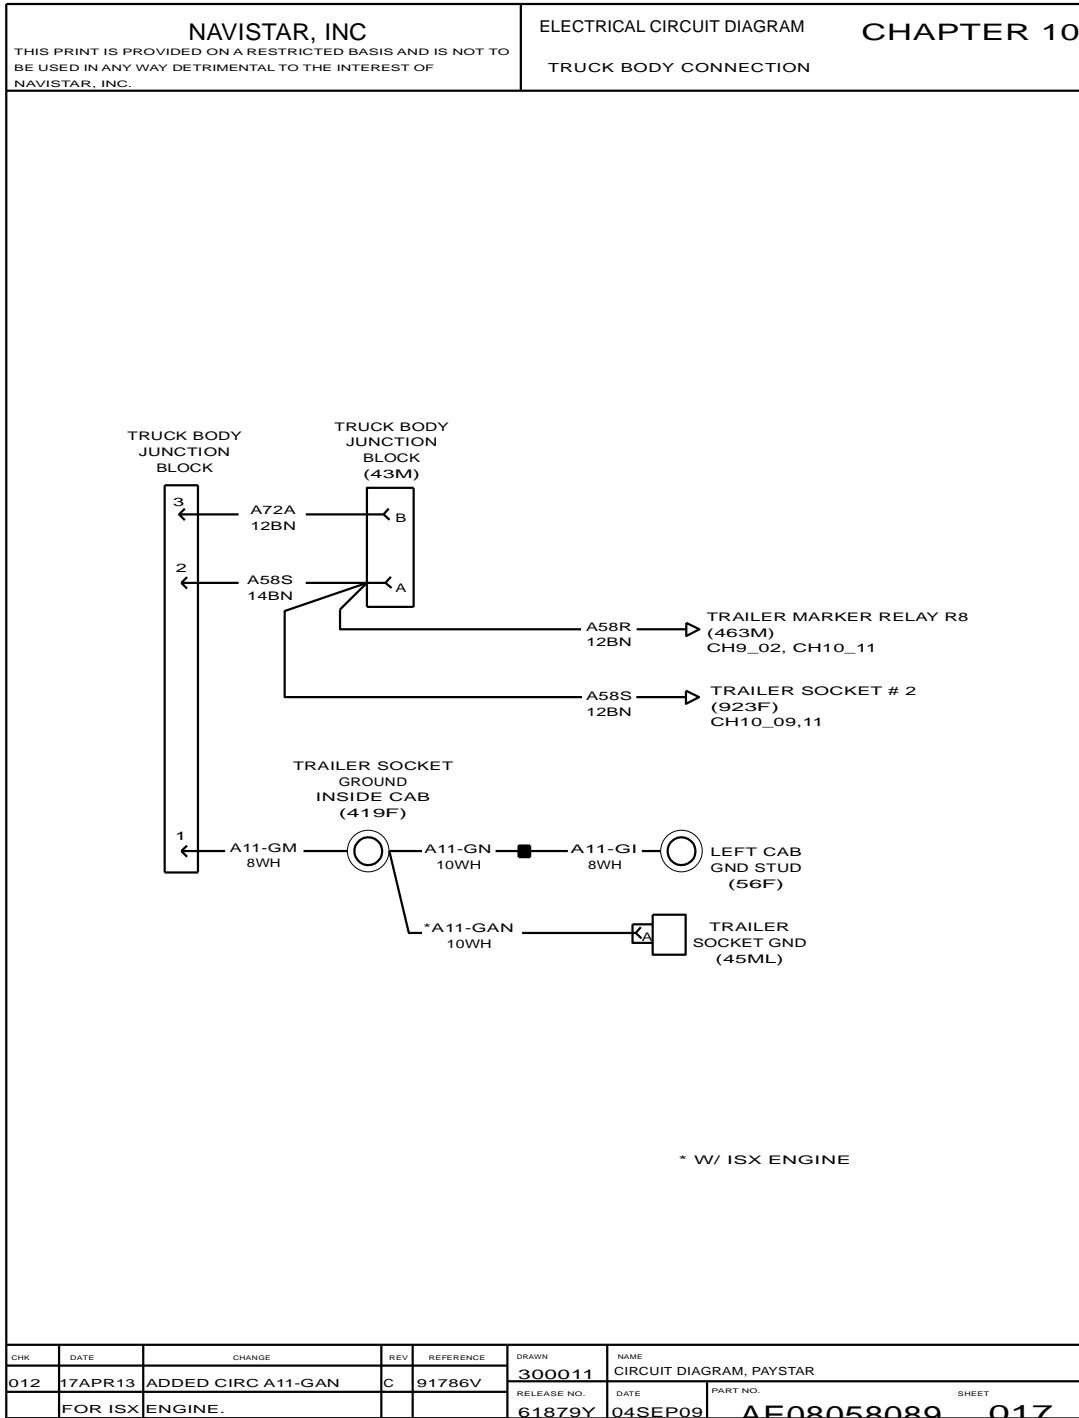 NAVISTAR, INC
THIS PRINT IS PROVIDED ON A RESTRICTED BASIS AND IS NOT TO
BE USED IN ANY WAY DETRIMENTAL TO THE INTEREST OF
NAVISTAR, INC.
ELECTRICAL CIRCUIT DIAGRAM
TRUCK BODY CONNECTION
CHAPTER 10
TRUCK BODY
JUNCTION
BLOCK
TRUCK BODY
JUNCTION
BLOCK
(43M)
3
A72A
12BN
B
2
A58S
14BN
A
A58R
12BN
TRAILER MARKER RELAY R8
(463M)
CH9_02, CH10_11
A58S
12BN
TRAILER SOCKET # 2
(923F)
CH10_09,11
TRAILER SOCKET
GROUND
INSIDE CAB
(419F)
1
A11-GM
8WH
A11-GN
10WH
A11-GI
8WH
LEFT CAB
GND STUD
(56F)
*A11-GAN
10WH
A
TRAILER
SOCKET GND
(45ML)
* W/ ISX ENGINE
CHK DATE CHANGE REV REFERENCE
012 17APR13 ADDED CIRC A11-GAN C 91786V
FOR ISX ENGINE.
DRAWN
300011
NAME
CIRCUIT DIAGRAM, PAYSTAR
RELEASE NO.
61879Y
DATE
04SEP09
PART NO.
AE08058089
SHEET
017